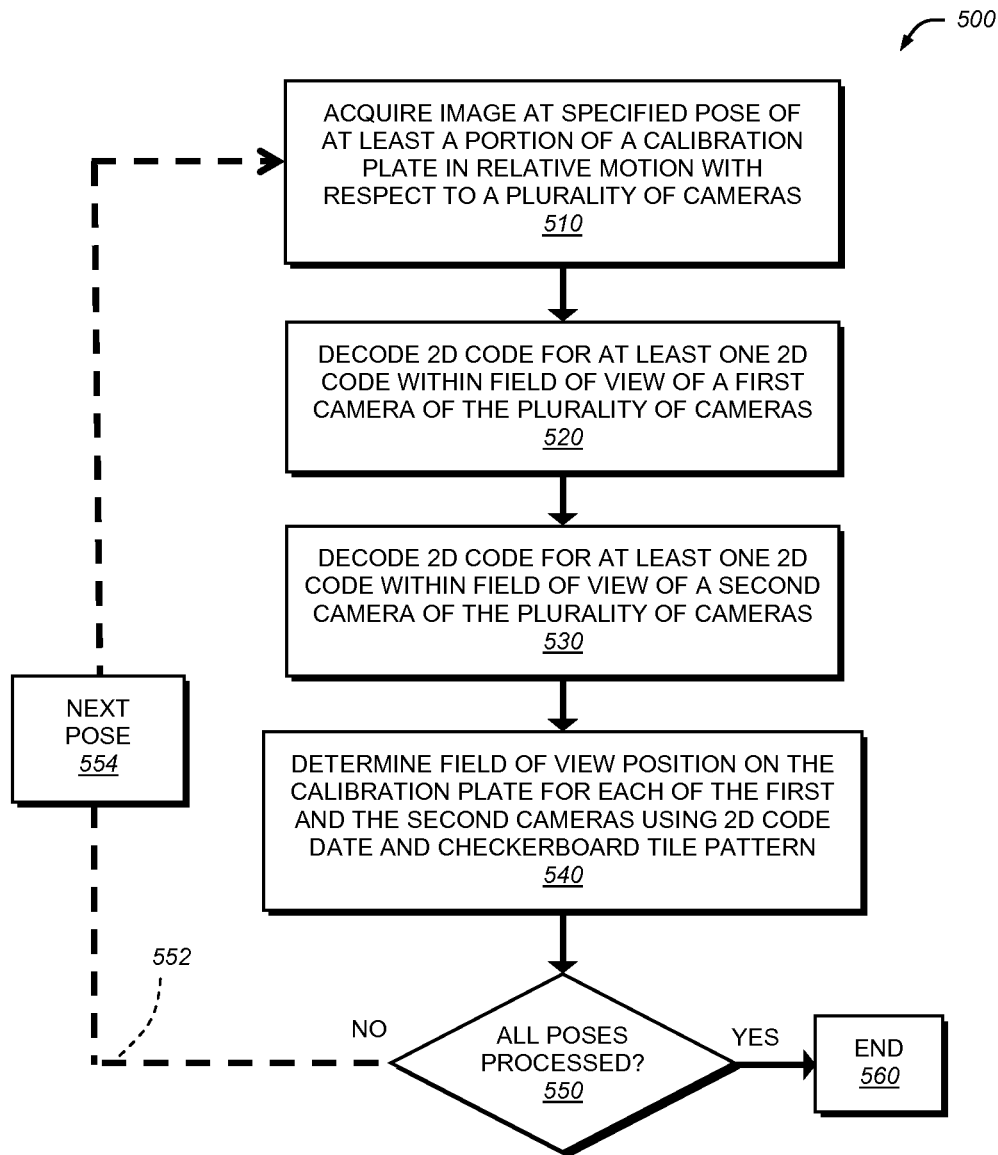 500
ACQUIRE IMAGE AT SPECIFIED POSE OF
AT LEAST A PORTION OF A CALIBRATION
PLATE IN RELATIVE MOTION WITH
RESPECT TO A PLURALITY OF CAMERAS
510
DECODE 2D CODE FOR AT LEAST ONE 2D
CODE WITHIN FIELD OF VIEW OF A FIRST
CAMERA OF THE PLURALITY OF CAMERAS
520
DECODE 2D CODE FOR AT LEAST ONE 2D
CODE WITHIN FIELD OF VIEW OF A SECOND
CAMERA OF THE PLURALITY OF CAMERAS
530
NEXT
POSE
554
DETERMINE FIELD OF VIEW POSITION ON THE
CALIBRATION PLATE FOR EACH OF THE FIRST
AND THE SECOND CAMERAS USING 2D CODE
DATE AND CHECKERBOARD TILE PATTERN
540
552
NO
ALL POSES
PROCESSED?
550
YES
END
560